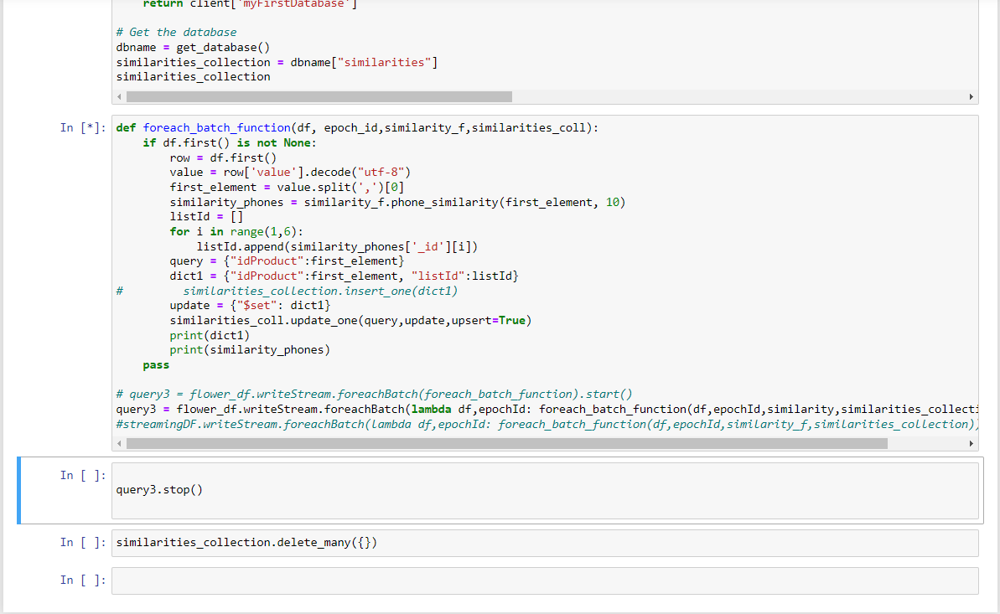 return client['myFirstDatabase']
# Get the database
dbname = get_database()
similarities_collection = dbname["similarities"]
similarities_collection
In [*]:
def foreach_batch_function(df, epoch_id,similarity_f,similarities_coll):
    if df.first() is not None:
        row = df.first()
        value = row['value'].decode("utf-8")
        first_element = value.split(',')[0]
        similarity_phones = similarity_f.phone_similarity(first_element, 10)
        listId = []
        for i in range(1,6):
            listId.append(similarity_phones['_id'][i])
        query = {"idProduct":first_element}
        dict1 = {"idProduct":first_element, "listId":listId}
#         similarities_collection.insert_one(dict1)
        update = {"$set": dict1}
        similarities_coll.update_one(query,update,upsert=True)
        print(dict1)
        print(similarity_phones)
    pass
# query3 = flower_df.writeStream.foreachBatch(foreach_batch_function).start()
query3 = flower_df.writeStream.foreachBatch(lambda df,epochId: foreach_batch_function(df,epochId,similarity,similarities_collecti
#streamingDF.writeStream.foreachBatch(lambda df,epochId: foreach_batch_function(df,epochId,similarity_f,similarities_collection))
In [ ]:
query3.stop()
In [ ]:
similarities_collection.delete_many({})
In [ ]: